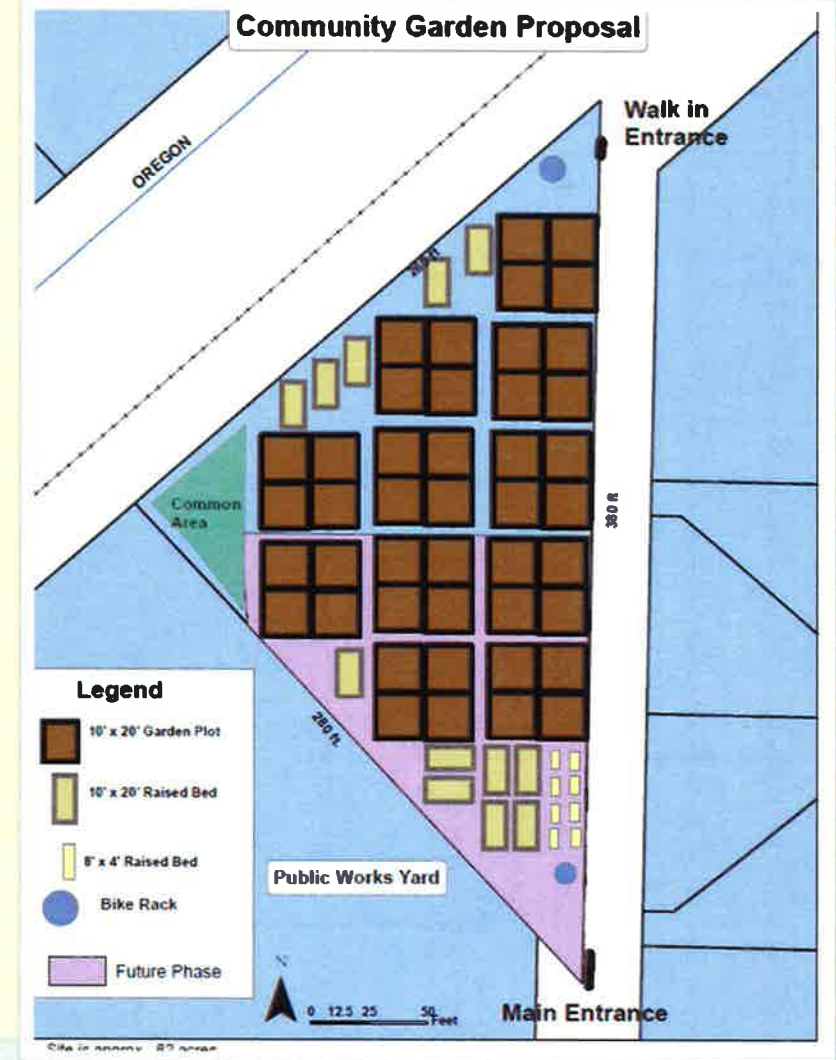 Community Garden Proposal
Walk in
Entrance
OREGON
Common
Area
380 ft
280 ft.
Legend
10' x 20' Garden Plot
10' x 20' Raised Bed
8' x 4' Raised Bed
Bike Rack
Future Phase
Public Works Yard
N
0 12.5 25 50
Feet
Main Entrance